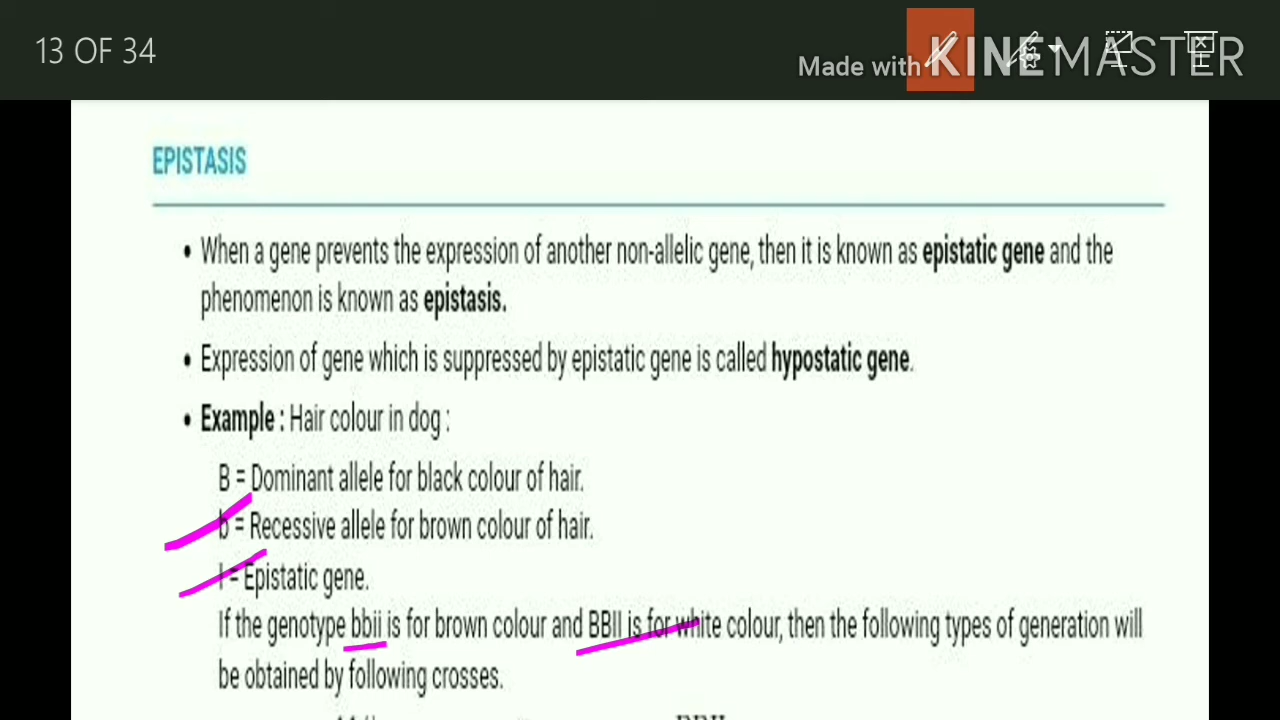 13 OF 34
Made with KINEMASTER
EPISTASIS
• When a gene prevents the expression of another non-allelic gene, then it is known as epistatic gene and the
phenomenon is known as epistasis.
• Expression of gene which is suppressed by epistatic gene is called hypostatic gene.
• Example : Hair colour in dog :
B = Dominant allele for black colour of hair.
b = Recessive allele for brown colour of hair.
I = Epistatic gene.
If the genotype bbii is for brown colour and BBII is for white colour, then the following types of generation will
be obtained by following crosses.